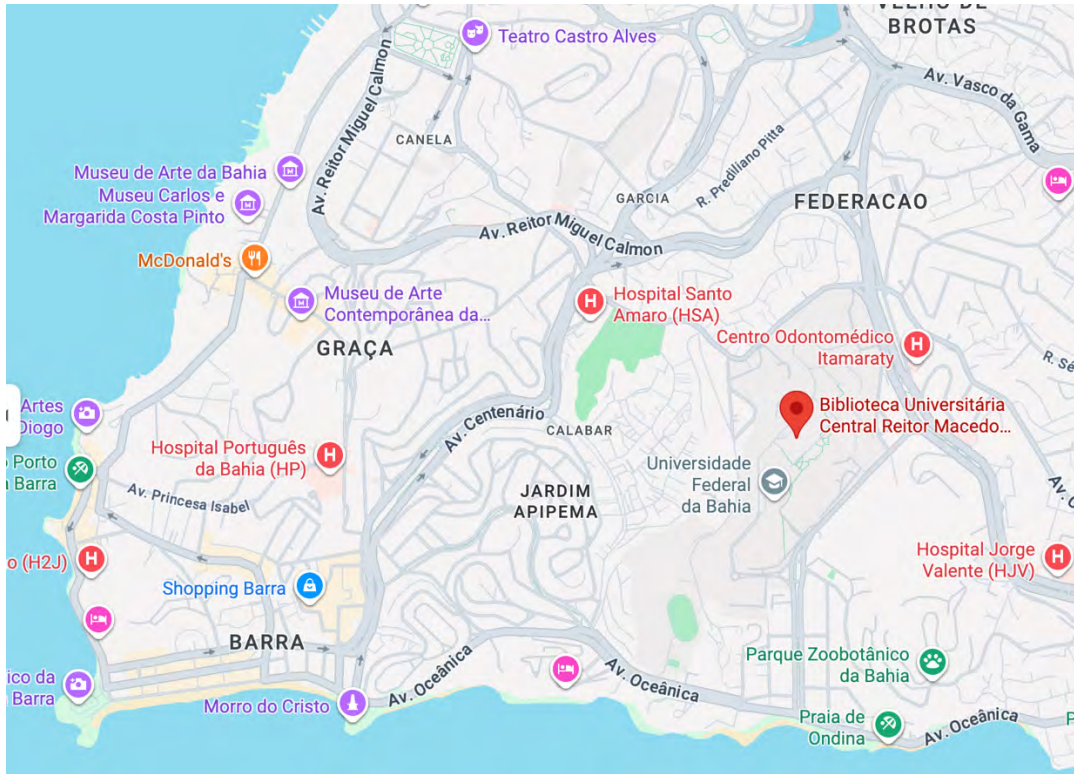 VELHO DE
BROTAS
Teatro Castro Alves
Av. Reitor Miguel Calmon
Av. Vasco da Gama
CANELA
R. Prediliano Pitta
Museu de Arte da Bahia
Museu Carlos e
Margarida Costa Pinto
GARCIA
FEDERACAO
Av. Reitor Miguel Calmon
McDonald's
Museu de Arte
Contemporânea da...
Hospital Santo
Amaro (HSA)
Centro Odontomédico
Itamaraty
GRAÇA
R. Sé
Artes
Diogo
Av. Centenário
CALABAR
Biblioteca Universitária
Central Reitor Macedo...
Hospital Português
da Bahia (HP)
o Porto
a Barra
Universidade
Federal
da Bahia
Av. Princesa Isabel
JARDIM
APIPEMA
Av. O
o (H2J)
Hospital Jorge
Valente (HJV)
Shopping Barra
BARRA
Parque Zoobotânico
da Bahia
ico da
Barra
Av. Oceânica
Av. Oceânica
Morro do Cristo
Praia de
Ondina
Av. Oceânica
P